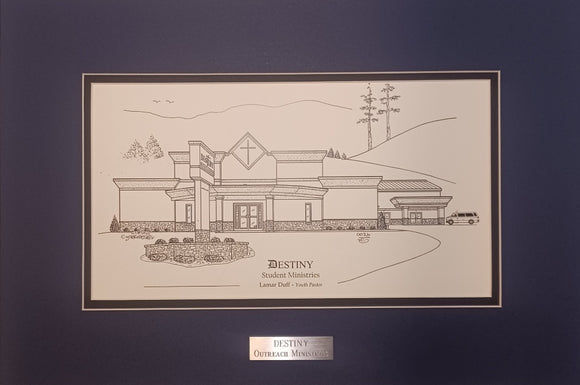 DESTINY
Student Ministries
Lamar Duff - Youth Pastor
DESTINY
OUTREACH MINISTRIES